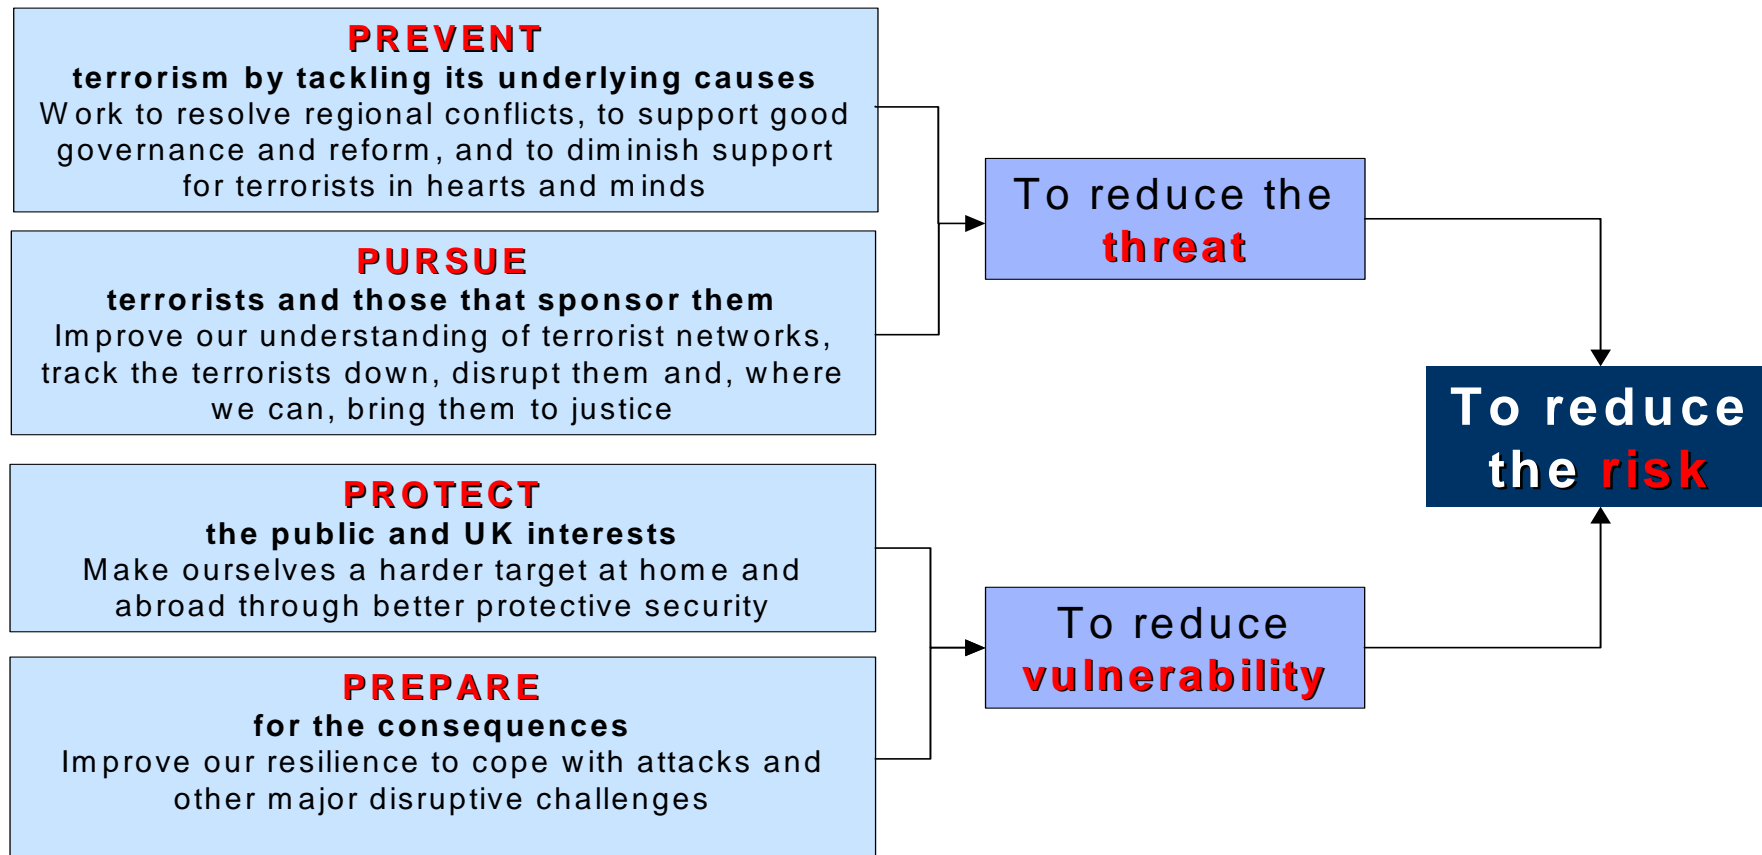 PREVENT
terrorism by tackling its underlying causes
Work to resolve regional conflicts, to support good
governance and reform, and to diminish support
for terrorists in hearts and minds
PURSUE
terrorists and those that sponsor them
Improve our understanding of terrorist networks,
track the terrorists down, disrupt them and, where
we can, bring them to justice
PROTECT
the public and UK interests
Make ourselves a harder target at home and
abroad through better protective security
PREPARE
for the consequences
Improve our resilience to cope with attacks and
other major disruptive challenges
To reduce the
threat
To reduce
vulnerability
To reduce
the risk